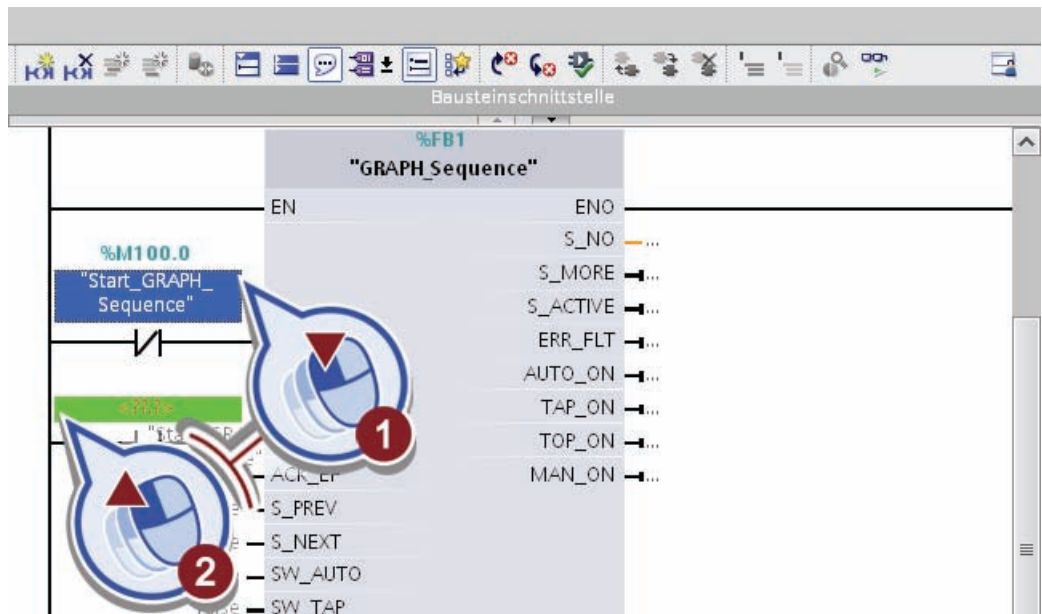 Bausteinschnittstelle
%FB1
"GRAPH_Sequence"
EN
ENO
S_NO
...
%M100.0
"Start_GRAPH_
Sequence"
S_MORE
...
S_ACTIVE
...
ERR_FLT
...
AUTO_ON
...
<??.?>
TAP_ON
...
1
TOP_ON
...
MAN_ON
...
S_PREV
S_NEXT
2
SW_AUTO
SW_TAP